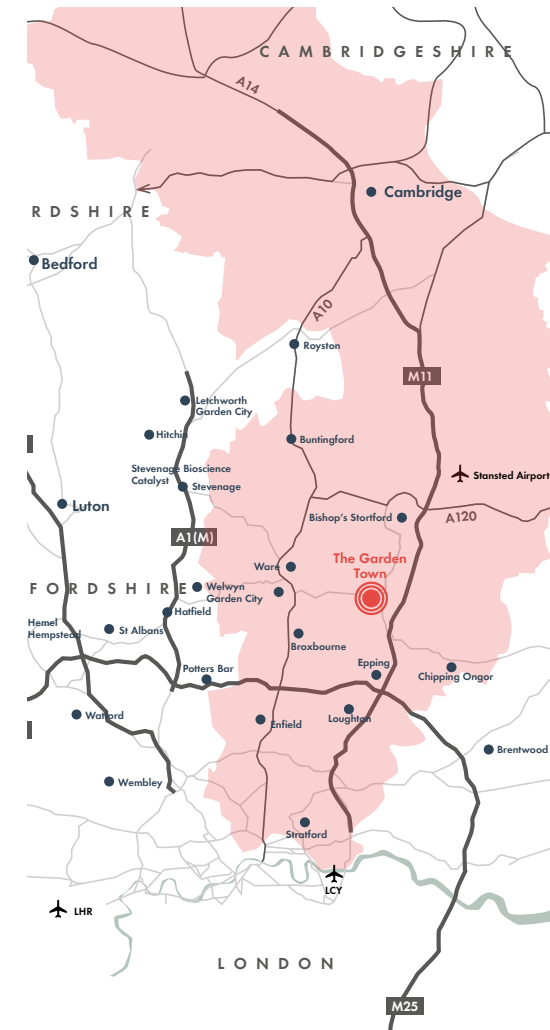 CAMBRIDGESHIRE
A14
Cambridge
RDSHIRE
Bedford
A10
Royston
M11
Letchworth
Garden City
Hitchin
Buntingford
Stevenage Bioscience
Catalyst
Stevenage
Stansted Airport
Luton
Bishop's Stortford
A120
A1(M)
The Garden
Town
Ware
FORDSHIRE
Welwyn
Garden City
Hatfield
Hemel
Hempstead
St Albans
Broxbourne
Epping
Potters Bar
Chipping Ongor
Watford
Enfield
Loughton
Brentwood
Wembley
Stratford
LCY
LHR
LONDON
M25